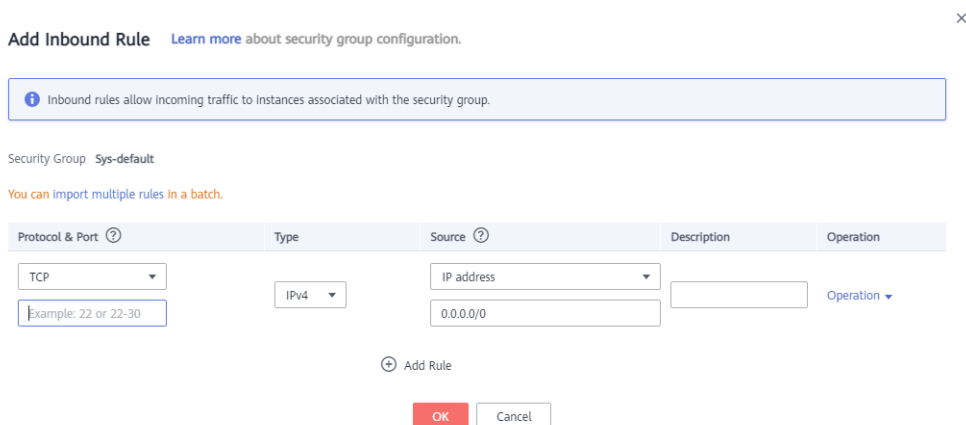 Add Inbound Rule Learn more about security group configuration.
Inbound rules allow incoming traffic to instances associated with the security group.
Security Group Sys-default
You can import multiple rules in a batch.
Protocol & Port Type Source Description Operation
TCP IP address
IPv4 Operation
Example: 22 or 22-30 0.0.0.0/0
Add Rule
OK Cancel